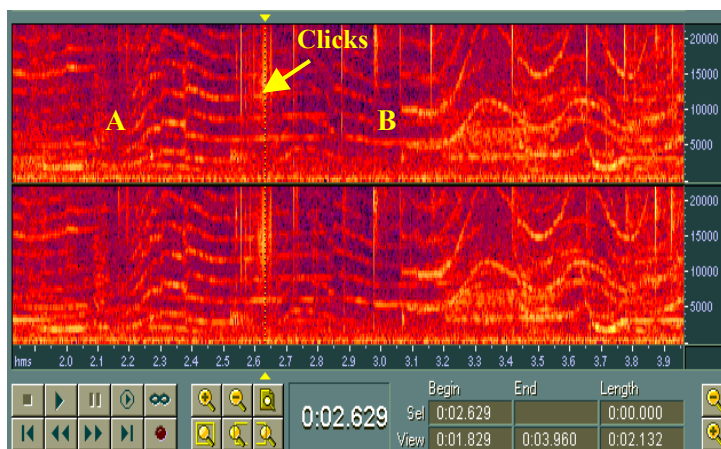 Clicks
20000
A
B
15000
10000
5000
20000
15000
10000
5000
hms 2.0 2.1 2.2 2.3 2.4 2.5 2.6 2.7 2.8 2.9 3.0 3.1 3.2 3.3 3.4 3.5 3.6 3.7 3.8 3.9
0:02.629
Begin End Length
Sel 0:02.629 0:00.000
View 0:01.829 0:03.960 0:02.132